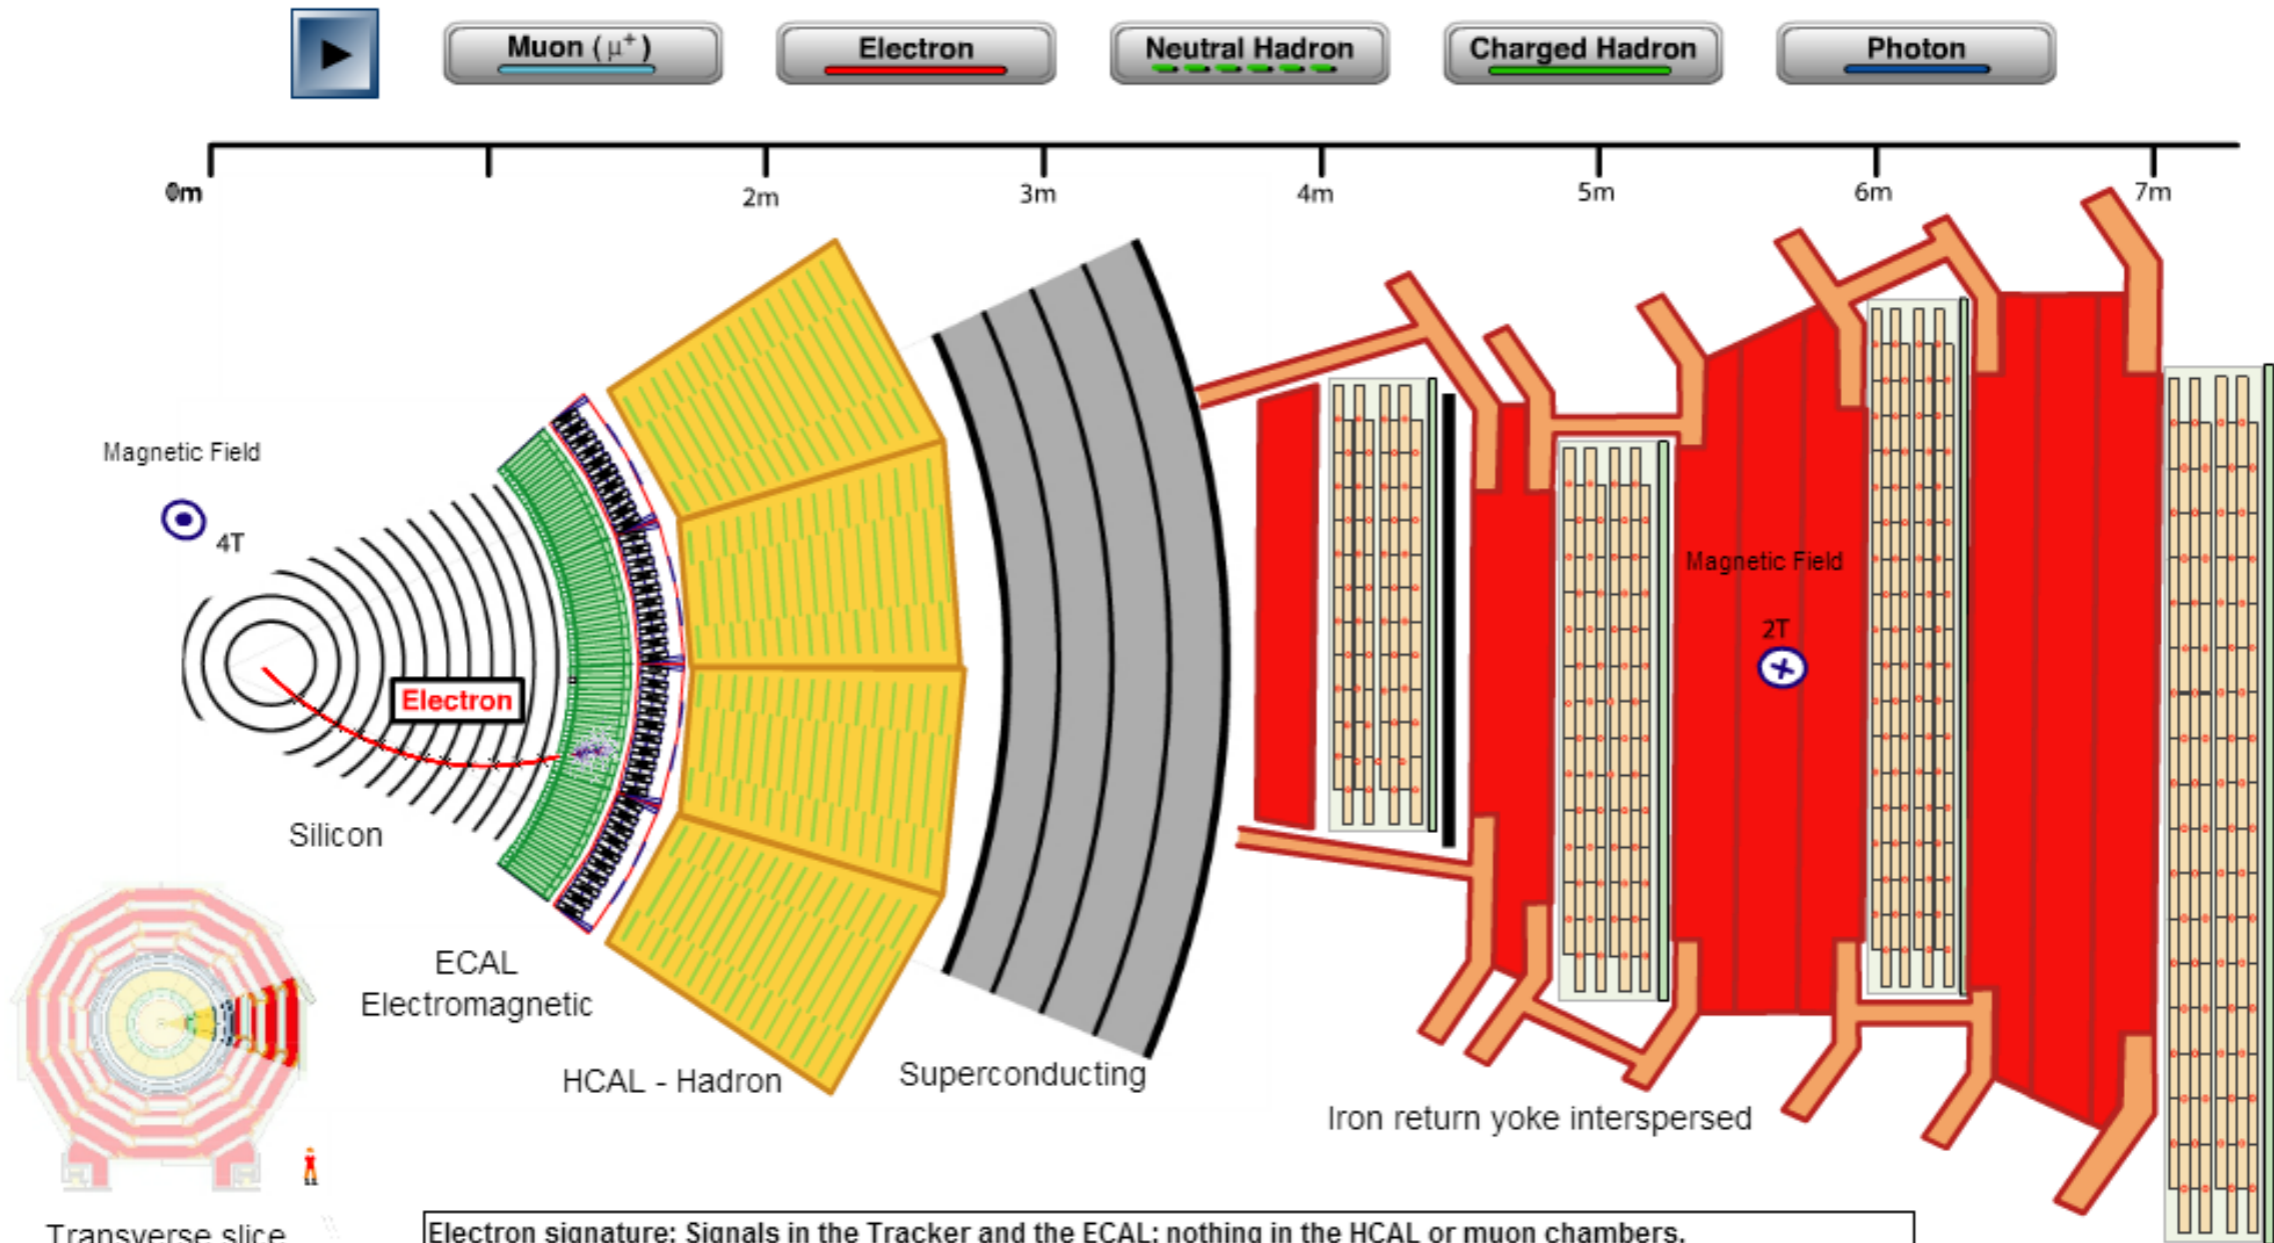 Muon (μ⁺)
Electron
Neutral Hadron
Charged Hadron
Photon
0m
2m
3m
4m
5m
6m
7m
Magnetic Field
4T
Magnetic Field
2T
Electron
Silicon
ECAL
Electromagnetic
HCAL - Hadron
Superconducting
Iron return yoke interspersed
Transverse slice
Electron signature: Signals in the Tracker and the ECAL; nothing in the HCAL or muon chambers.